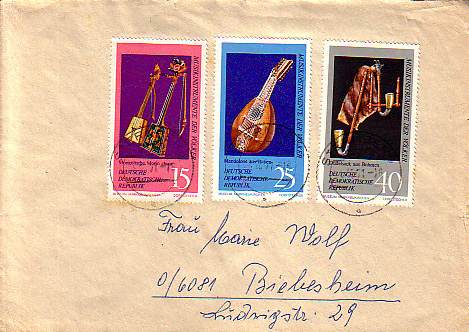 MUSIKINSTRUMENTE DER VÖLKER
15
DEUTSCHE
DEMOKRATISCHE
REPUBLIK
MUSIKINSTRUMENTE DER VÖLKER
25
DEUTSCHE
DEMOKRATISCHE
REPUBLIK
MUSIKINSTRUMENTE DER VÖLKER
40
DEUTSCHE
DEMOKRATISCHE
REPUBLIK
Frau Marie Wolf
D/6081 Biebesheim
Ludwigstr. 29